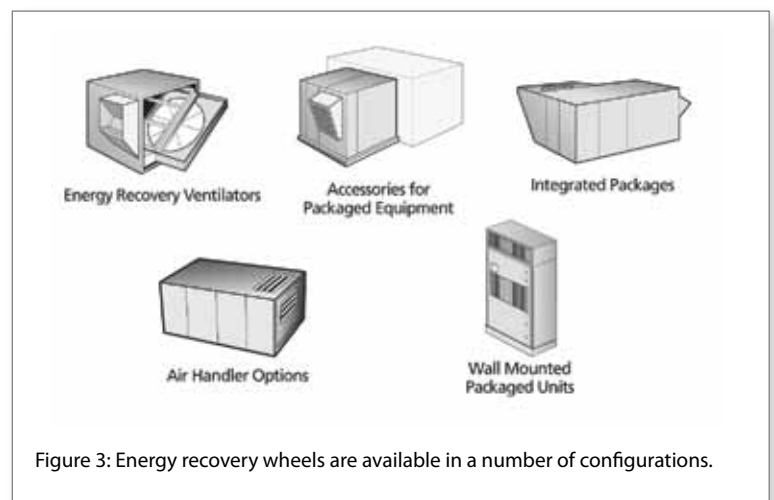 Energy Recovery Ventilators
Accessories for
Packaged Equipment
Integrated Packages
Air Handler Options
Wall Mounted
Packaged Units
Figure 3: Energy recovery wheels are available in a number of configurations.